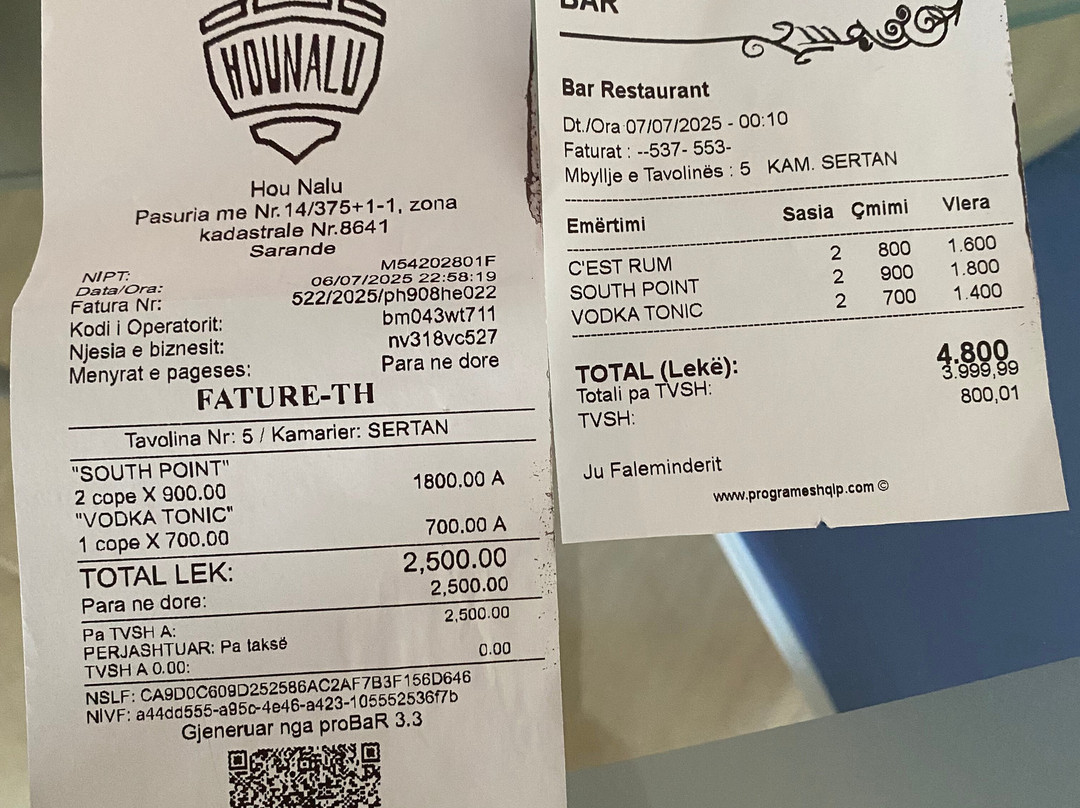 HOUNALU
Hou Nalu
Pasuria me Nr.14/375+1-1, zona
kadastrale Nr.8641
Sarande
NIPT: M54202801F
Data/Ora: 06/07/2025 22:58:19
Fatura Nr: 522/2025/ph908he022
Kodi i Operatorit: bm043wt711
Njesia e biznesit: nv318vc527
Menyrat e pageses: Para ne dore
FATURE-TH
Tavolina Nr: 5 / Kamarier: SERTAN
"SOUTH POINT"
2 cope X 900.00 1800.00 A
"VODKA TONIC"
1 cope X 700.00 700.00 A
TOTAL LEK: 2,500.00
Para ne dore: 2,500.00
Pa TVSH A: 2,500.00
PERJASHTUAR: Pa taksë
TVSH A 0.00: 0.00
NSLF: CA9D0C609D252586AC2AF7B3F156D646
NIVF: a44dd555-a95c-4e46-a423-105552536f7b
Gjeneruar nga proBaR 3.3
BAR
Bar Restaurant
Dt./Ora 07/07/2025 - 00:10
Faturat : --537- 553-
Mbyllje e Tavolinës : 5 KAM. SERTAN
Emërtimi Sasia Çmimi Vlera
C'EST RUM 2 800 1.600
SOUTH POINT 2 900 1.800
VODKA TONIC 2 700 1.400
TOTAL (Lekë): 4.800
Totali pa TVSH: 3.999,99
TVSH: 800,01
Ju Faleminderit
www.programeshqip.com ©